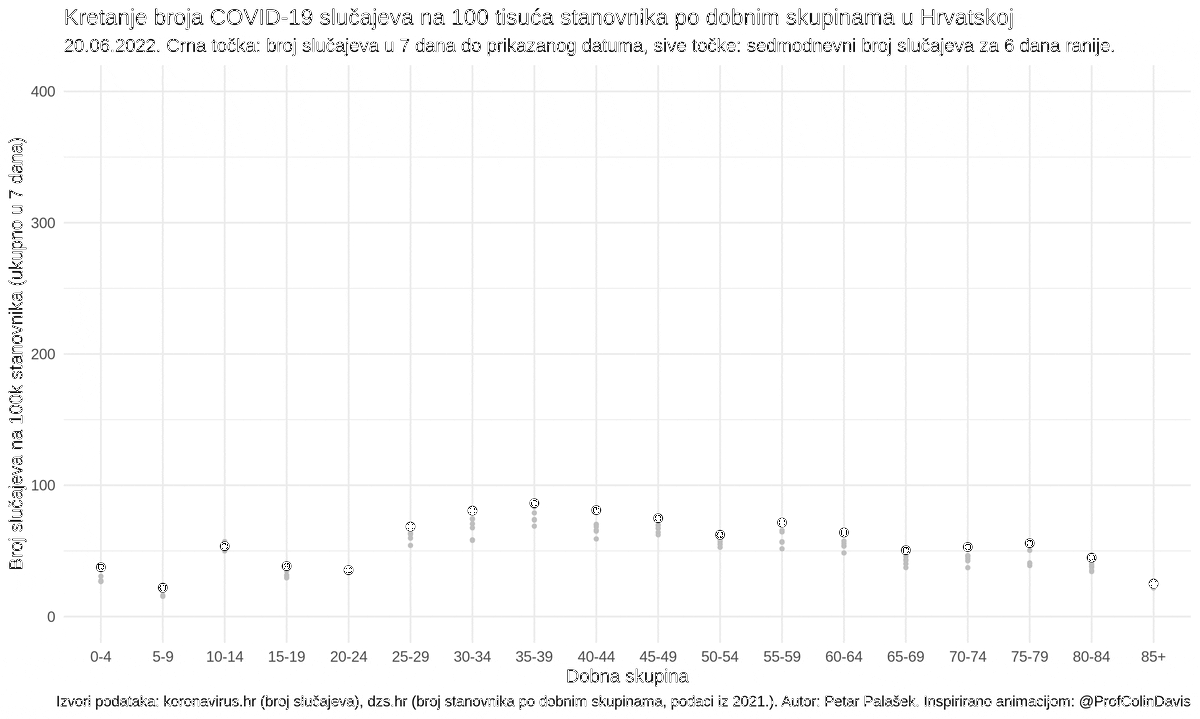 Kretanje broja COVID-19 slučajeva na 100 tisuća stanovnika po dobnim skupinama u Hrvatskoj
20.06.2022. Crna točka: broj slučajeva u 7 dana do prikazanog datuma, sive točke: sedmodnevni broj slučajeva za 6 dana ranije.
Broj slučajeva na 100k stanovnika (ukupno u 7 dana)
400
300
200
100
0
0-4 5-9 10-14 15-19 20-24 25-29 30-34 35-39 40-44 45-49 50-54 55-59 60-64 65-69 70-74 75-79 80-84 85+
Dobna skupina
Izvori podataka: koronavirus.hr (broj slučajeva), dzs.hr (broj stanovnika po dobnim skupinama, podaci iz 2021.). Autor: Petar Palašek. Inspirirano animacijom: @ProfColinDavis